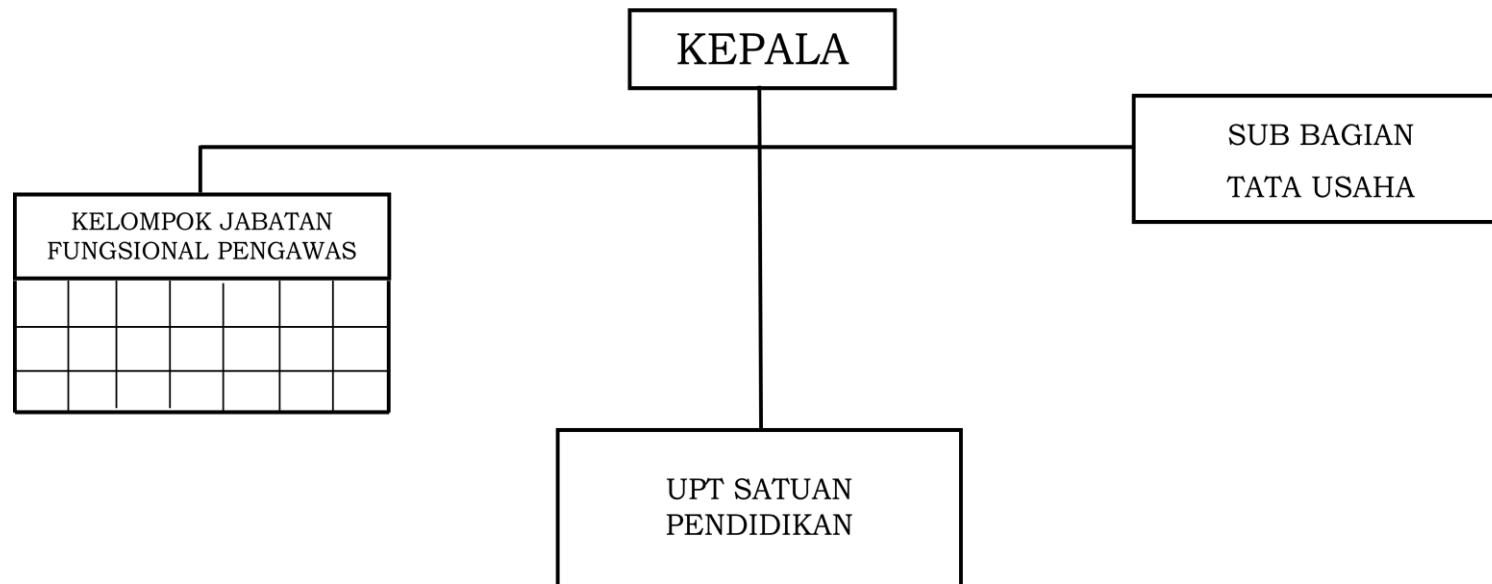 KEPALA
SUB BAGIAN
TATA USAHA
KELOMPOK JABATAN
FUNGSIONAL PENGAWAS
UPT SATUAN
PENDIDIKAN